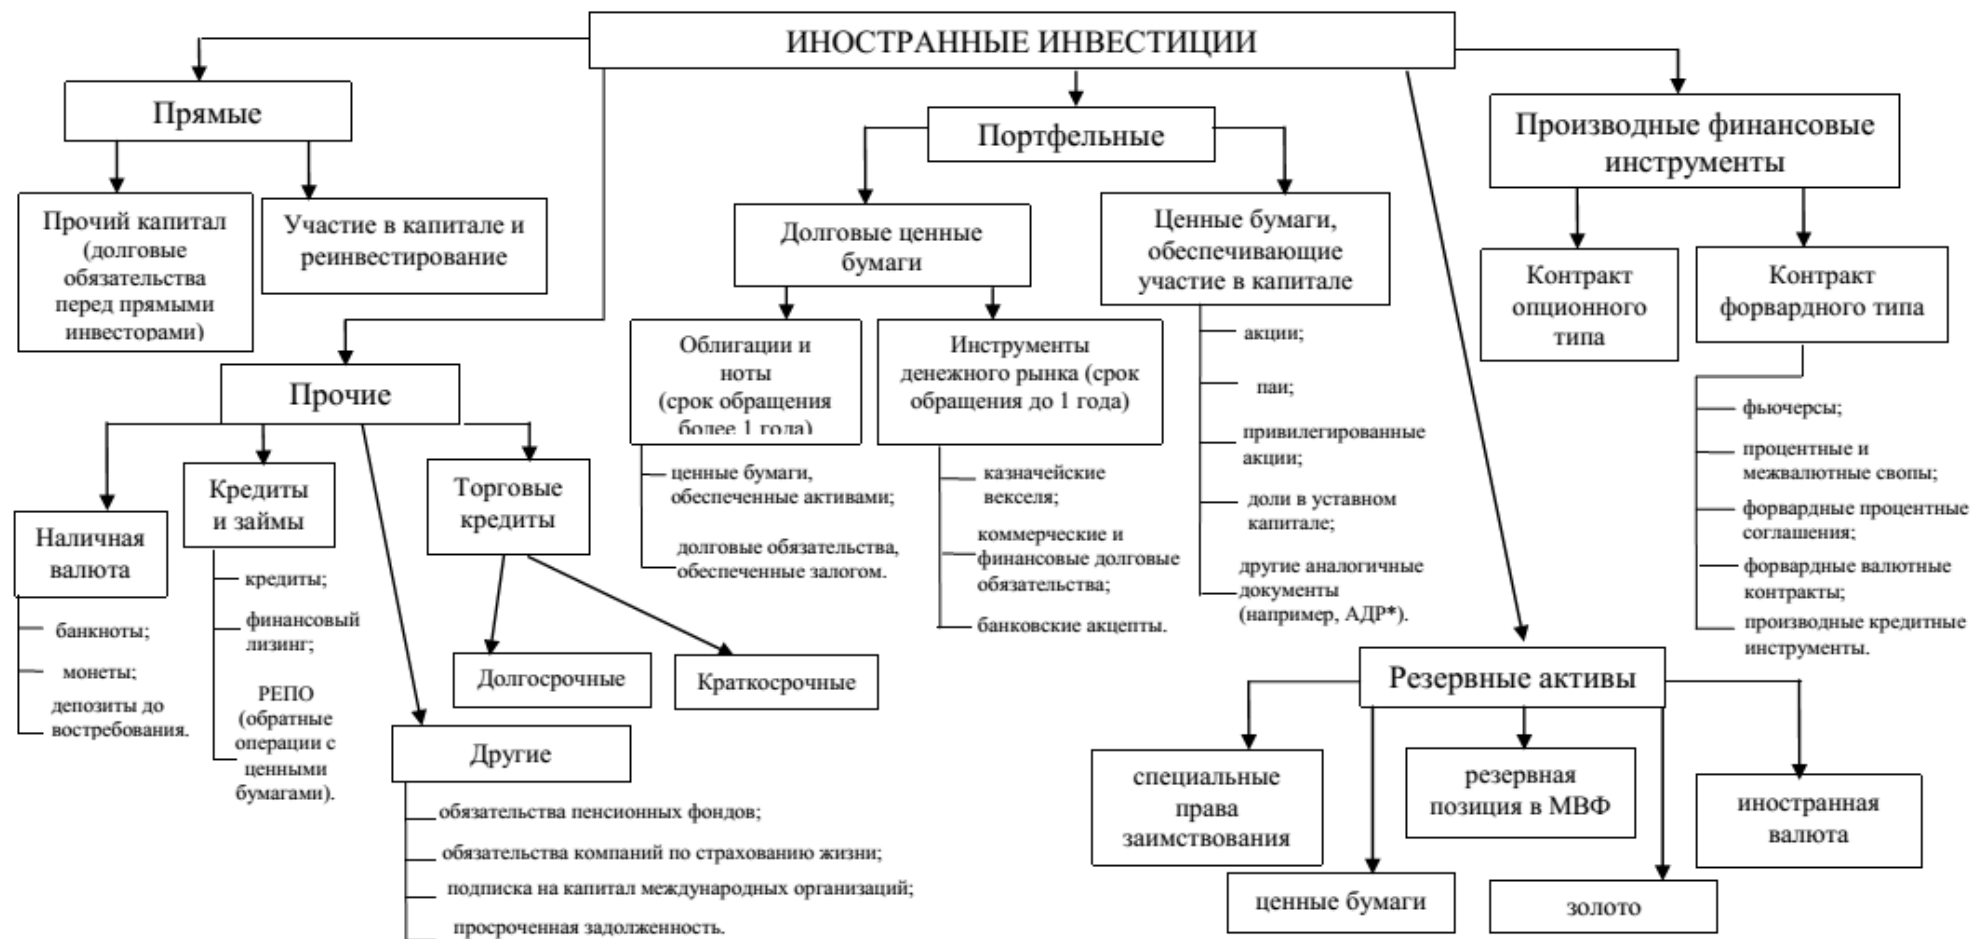 ИНОСТРАННЫЕ ИНВЕСТИЦИИ
Прямые
Прочий капитал
(долговые
обязательства
перед прямыми
инвесторами)
Участие в капитале и
реинвестирование
Прочие
Наличная
валюта
банкноты;
монеты;
депозиты до
востребования.
Кредиты
и займы
кредиты;
финансовый
лизинг;
РЕПО
(обратные
операции с
ценными
бумагами).
Торговые
кредиты
Долгосрочные
Краткосрочные
Другие
обязательства пенсионных фондов;
обязательства компаний по страхованию жизни;
подписка на капитал международных организаций;
просроченная задолженность.
Портфельные
Долговые ценные
бумаги
Облигации и
ноты
(срок обращения
более 1 года)
ценные бумаги,
обеспеченные активами;
долговые обязательства,
обеспеченные залогом.
Инструменты
денежного рынка (срок
обращения до 1 года)
казначейские
векселя;
коммерческие и
финансовые долговые
обязательства;
банковские акцепты.
Ценные бумаги,
обеспечивающие
участие в капитале
акции;
паи;
привилегированные
акции;
доли в уставном
капитале;
другие аналогичные
документы
(например, АДР*).
Производные финансовые
инструменты
Контракт
опционного
типа
Контракт
форвардного типа
фьючерсы;
процентные и
межвалютные свопы;
форвардные процентные
соглашения;
форвардные валютные
контракты;
производные кредитные
инструменты.
Резервные активы
специальные
права
заимствования
ценные бумаги
резервная
позиция в МВФ
золото
иностранная
валюта